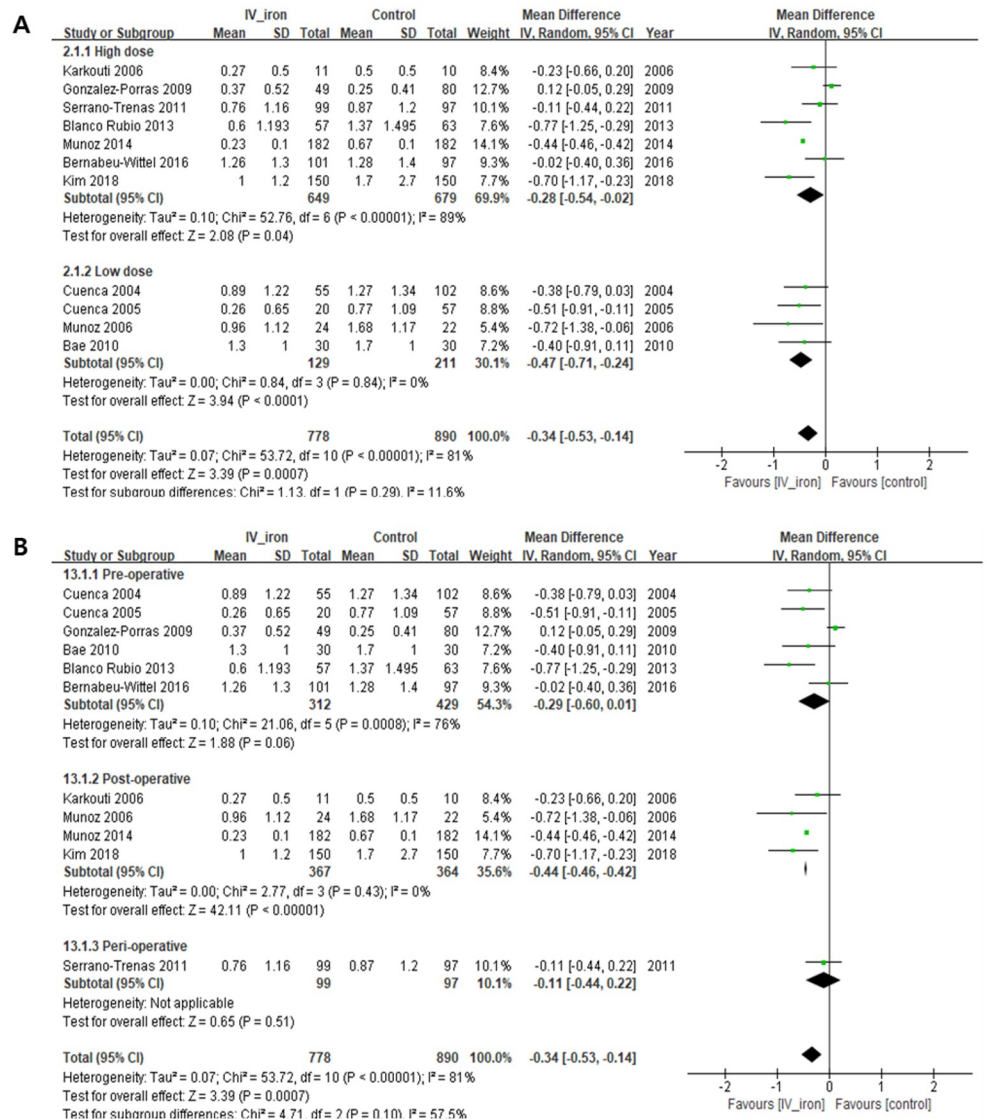 A
IV_iron Control Mean Difference Mean Difference
Study or Subgroup Mean SD Total Mean SD Total Weight IV, Random, 95% CI Year IV, Random, 95% CI
2.1.1 High dose
Karkouti 2006 0.27 0.5 11 0.5 0.5 10 8.4% -0.23 [-0.66, 0.20] 2006
Gonzalez-Porras 2009 0.37 0.52 49 0.25 0.41 80 12.7% 0.12 [-0.05, 0.29] 2009
Serrano-Trenas 2011 0.76 1.16 99 0.87 1.2 97 10.1% -0.11 [-0.44, 0.22] 2011
Blanco Rubio 2013 0.6 1.193 57 1.37 1.495 63 7.6% -0.77 [-1.25, -0.29] 2013
Munoz 2014 0.23 0.1 182 0.67 0.1 182 14.1% -0.44 [-0.46, -0.42] 2014
Bernabeu-Wittel 2016 1.26 1.3 101 1.28 1.4 97 9.3% -0.02 [-0.40, 0.36] 2016
Kim 2018 1 1.2 150 1.7 2.7 150 7.7% -0.70 [-1.17, -0.23] 2018
Subtotal (95% CI) 649 679 69.9% -0.28 [-0.54, -0.02]
Heterogeneity: Tau² = 0.10; Chi² = 52.76, df = 6 (P < 0.00001); I² = 89%
Test for overall effect: Z = 2.08 (P = 0.04)
2.1.2 Low dose
Cuenca 2004 0.89 1.22 55 1.27 1.34 102 8.6% -0.38 [-0.79, 0.03] 2004
Cuenca 2005 0.26 0.65 20 0.77 1.09 57 8.8% -0.51 [-0.91, -0.11] 2005
Munoz 2006 0.96 1.12 24 1.68 1.17 22 5.4% -0.72 [-1.38, -0.06] 2006
Bae 2010 1.3 1 30 1.7 1 30 7.2% -0.40 [-0.91, 0.11] 2010
Subtotal (95% CI) 129 211 30.1% -0.47 [-0.71, -0.24]
Heterogeneity: Tau² = 0.00; Chi² = 0.84, df = 3 (P = 0.84); I² = 0%
Test for overall effect: Z = 3.94 (P < 0.0001)
Total (95% CI) 778 890 100.0% -0.34 [-0.53, -0.14]
Heterogeneity: Tau² = 0.07; Chi² = 53.72, df = 10 (P < 0.00001); I² = 81%
Test for overall effect: Z = 3.39 (P = 0.0007)
Test for subgroup differences: Chi² = 1.13, df = 1 (P = 0.29), I² = 11.6%
-2 -1 0 1 2
Favours [IV_iron] Favours [control]
B
IV_iron Control Mean Difference Mean Difference
Study or Subgroup Mean SD Total Mean SD Total Weight IV, Random, 95% CI Year IV, Random, 95% CI
13.1.1 Pre-operative
Cuenca 2004 0.89 1.22 55 1.27 1.34 102 8.6% -0.38 [-0.79, 0.03] 2004
Cuenca 2005 0.26 0.65 20 0.77 1.09 57 8.8% -0.51 [-0.91, -0.11] 2005
Gonzalez-Porras 2009 0.37 0.52 49 0.25 0.41 80 12.7% 0.12 [-0.05, 0.29] 2009
Bae 2010 1.3 1 30 1.7 1 30 7.2% -0.40 [-0.91, 0.11] 2010
Blanco Rubio 2013 0.6 1.193 57 1.37 1.495 63 7.6% -0.77 [-1.25, -0.29] 2013
Bernabeu-Wittel 2016 1.26 1.3 101 1.28 1.4 97 9.3% -0.02 [-0.40, 0.36] 2016
Subtotal (95% CI) 312 429 54.3% -0.29 [-0.60, 0.01]
Heterogeneity: Tau² = 0.10; Chi² = 21.06, df = 5 (P = 0.0008); I² = 76%
Test for overall effect: Z = 1.88 (P = 0.06)
13.1.2 Post-operative
Karkouti 2006 0.27 0.5 11 0.5 0.5 10 8.4% -0.23 [-0.66, 0.20] 2006
Munoz 2006 0.96 1.12 24 1.68 1.17 22 5.4% -0.72 [-1.38, -0.06] 2006
Munoz 2014 0.23 0.1 182 0.67 0.1 182 14.1% -0.44 [-0.46, -0.42] 2014
Kim 2018 1 1.2 150 1.7 2.7 150 7.7% -0.70 [-1.17, -0.23] 2018
Subtotal (95% CI) 367 364 35.6% -0.44 [-0.46, -0.42]
Heterogeneity: Tau² = 0.00; Chi² = 2.77, df = 3 (P = 0.43); I² = 0%
Test for overall effect: Z = 42.11 (P < 0.00001)
13.1.3 Peri-operative
Serrano-Trenas 2011 0.76 1.16 99 0.87 1.2 97 10.1% -0.11 [-0.44, 0.22] 2011
Subtotal (95% CI) 99 97 10.1% -0.11 [-0.44, 0.22]
Heterogeneity: Not applicable
Test for overall effect: Z = 0.65 (P = 0.51)
Total (95% CI) 778 890 100.0% -0.34 [-0.53, -0.14]
Heterogeneity: Tau² = 0.07; Chi² = 53.72, df = 10 (P < 0.00001); I² = 81%
Test for overall effect: Z = 3.39 (P = 0.0007)
Test for subgroup differences: Chi² = 4.71, df = 2 (P = 0.10), I² = 57.5%
-2 -1 0 1 2
Favours [IV_iron] Favours [control]